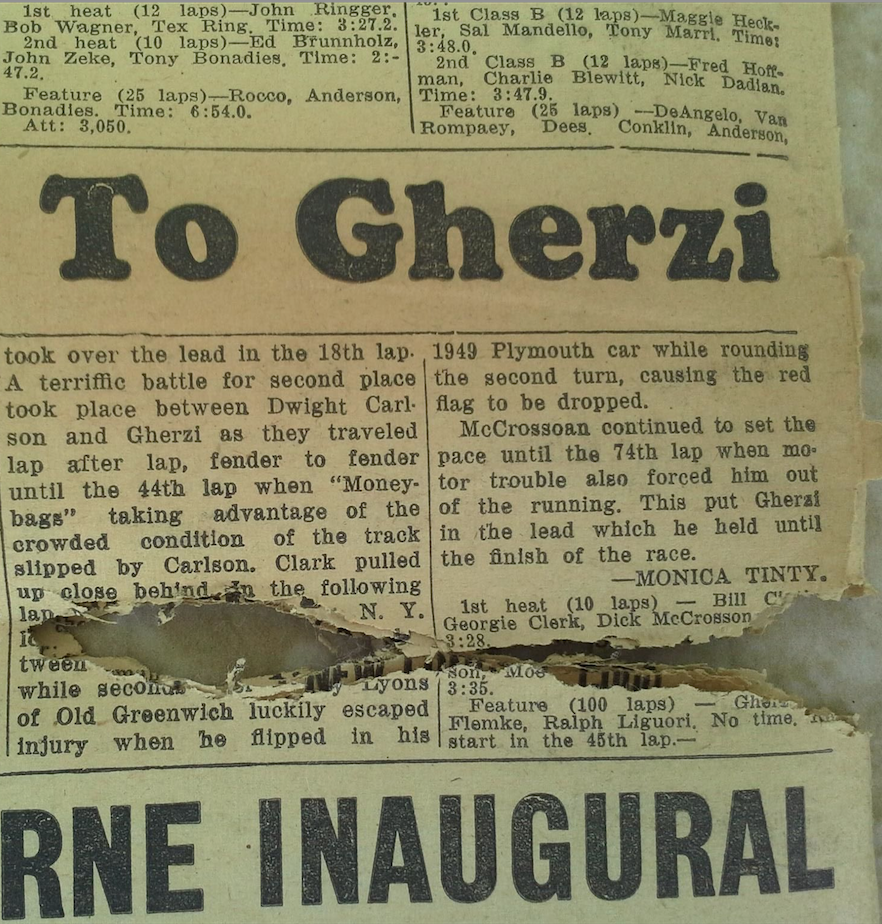 1st heat (12 laps)—John Ringger,
Bob Wagner, Tex Ring. Time: 3:27.2.
2nd heat (10 laps)—Ed Brunnholz,
John Zeke, Tony Bonadies. Time: 2:-
47.2.
Feature (25 laps)—Rocco, Anderson,
Bonadies. Time: 6:54.0.
Att: 3,050.
1st Class B (12 laps)—Maggie Heck-
ler, Sal Mandello, Tony Marri. Time:
3:48.0.
2nd Class B (12 laps)—Fred Hoff-
man, Charlie Blewitt, Nick Dadian.
Time: 3:47.9.
Feature (25 laps) —DeAngelo, Van
Rompaey, Dees. Conklin, Anderson,
To Gherzi
took over the lead in the 18th lap.
A terriffic battle for second place
took place between Dwight Carl-
son and Gherzi as they traveled
lap after lap, fender to fender
until the 44th lap when "Money-
bags" taking advantage of the
crowded condition of the track
slipped by Carlson. Clark pulled
up close behind. In the following
lap N. Y.
tween
while seconds Lyons
of Old Greenwich luckily escaped
injury when he flipped in his
1949 Plymouth car while rounding
the second turn, causing the red
flag to be dropped.
McCrossoan continued to set the
pace until the 74th lap when mo-
tor trouble also forced him out
of the running. This put Gherzi
in the lead which he held until
the finish of the race.
—MONICA TINTY.
1st heat (10 laps) — Bill
Georgie Clerk, Dick McCrosson
3:28.
son, Moe
3:35.
Feature (100 laps) —
Flemke, Ralph Liguori. No time.
start in the 45th lap.—
RNE INAUGURAL